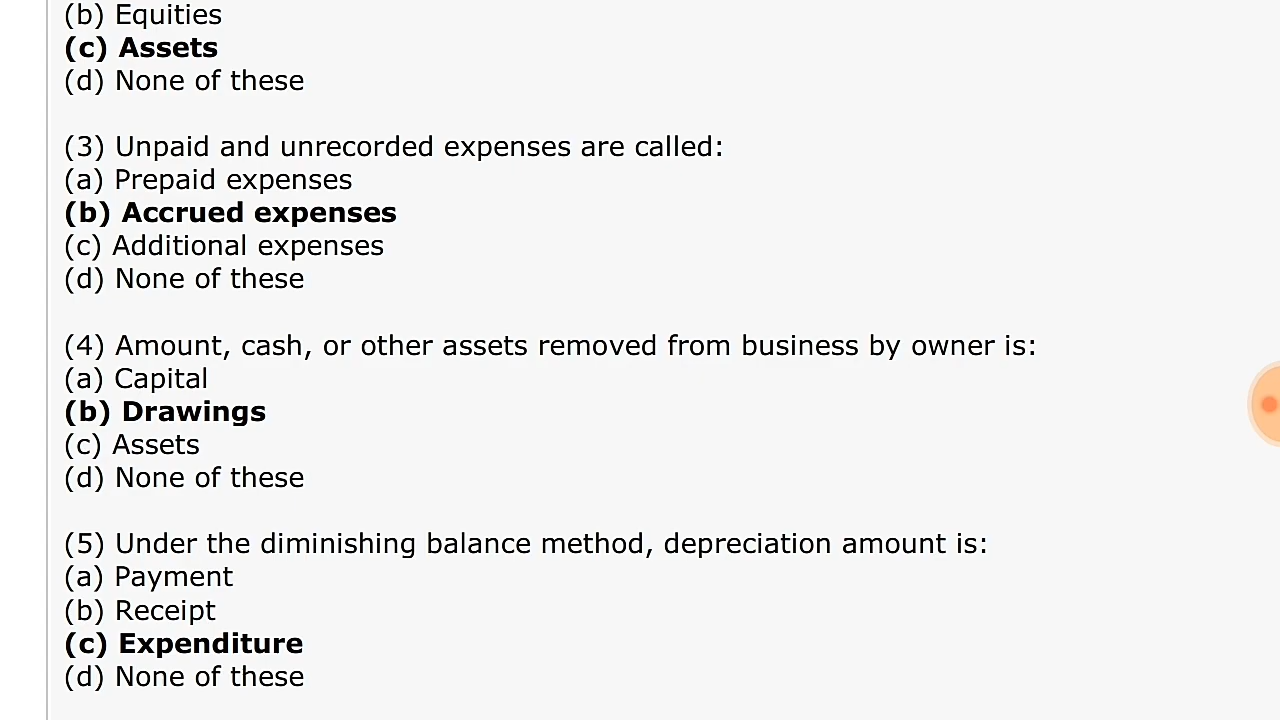 (b) Equities
(c) Assets
(d) None of these
(3) Unpaid and unrecorded expenses are called:
(a) Prepaid expenses
(b) Accrued expenses
(c) Additional expenses
(d) None of these
(4) Amount, cash, or other assets removed from business by owner is:
(a) Capital
(b) Drawings
(c) Assets
(d) None of these
(5) Under the diminishing balance method, depreciation amount is:
(a) Payment
(b) Receipt
(c) Expenditure
(d) None of these